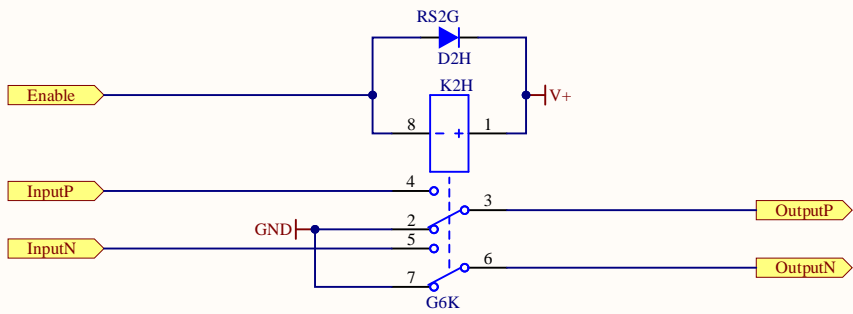 RS2G
D2H
K2H
Enable
V+
8
- +
1
InputP
4
3
OutputP
GND
2
InputN
5
6
OutputN
7
G6K